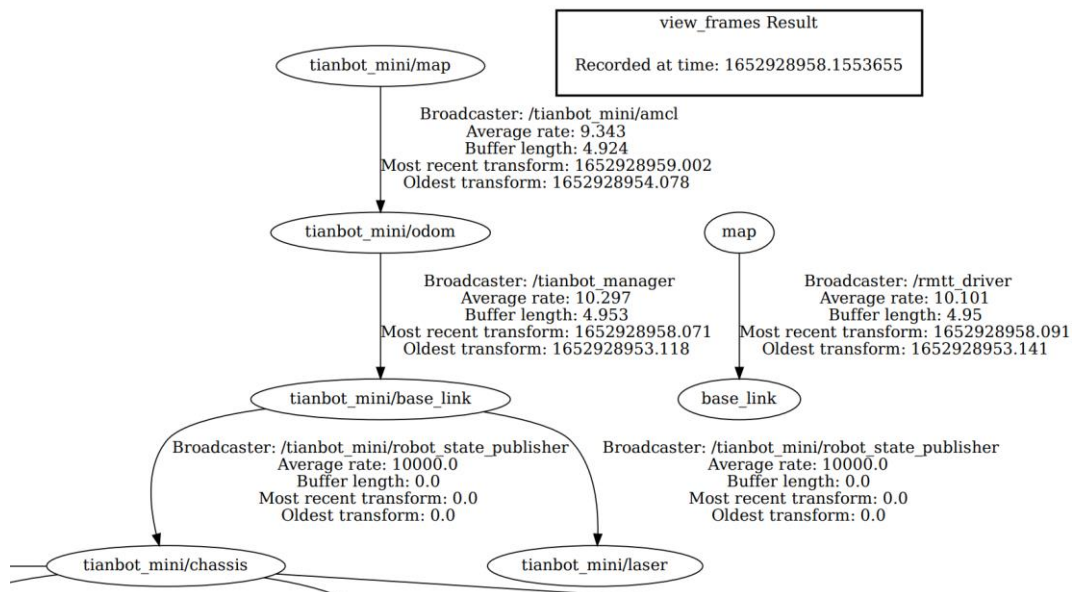 view_frames Result
Recorded at time: 1652928958.1553655
tianbot_mini/map
Broadcaster: /tianbot_mini/amcl
Average rate: 9.343
Buffer length: 4.924
Most recent transform: 1652928959.002
Oldest transform: 1652928954.078
tianbot_mini/odom
map
Broadcaster: /tianbot_manager
Average rate: 10.297
Buffer length: 4.953
Most recent transform: 1652928958.071
Oldest transform: 1652928953.118
Broadcaster: /rmtt_driver
Average rate: 10.101
Buffer length: 4.95
Most recent transform: 1652928958.091
Oldest transform: 1652928953.141
tianbot_mini/base_link
base_link
Broadcaster: /tianbot_mini/robot_state_publisher
Average rate: 10000.0
Buffer length: 0.0
Most recent transform: 0.0
Oldest transform: 0.0
Broadcaster: /tianbot_mini/robot_state_publisher
Average rate: 10000.0
Buffer length: 0.0
Most recent transform: 0.0
Oldest transform: 0.0
tianbot_mini/chassis
tianbot_mini/laser